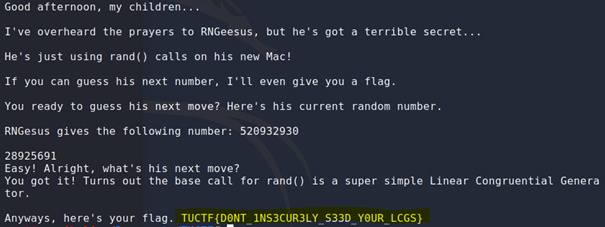 Good afternoon, my children...
I've overheard the prayers to RNGeesus, but he's got a terrible secret...
He's just using rand() calls on his new Mac!
If you can guess his next number, I'll even give you a flag.
You ready to guess his next move? Here's his current random number.
RNGesus gives the following number: 520932930
28925691
Easy! Alright, what's his next move?
You got it! Turns out the base call for rand() is a super simple Linear Congruential Genera
tor.
Anyways, here's your flag. TUCTF{D0NT_1NS3CUR3LY_S33D_Y0UR_LCGS}